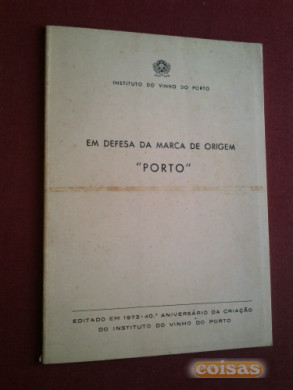 INSTITUTO DO VINHO DO PORTO
EM DEFESA DA MARCA DE ORIGEM
"PORTO"
EDITADO EM 1973-40.º ANIVERSÁRIO DA CRIAÇÃO
DO INSTITUTO DO VINHO DO PORTO
coisas